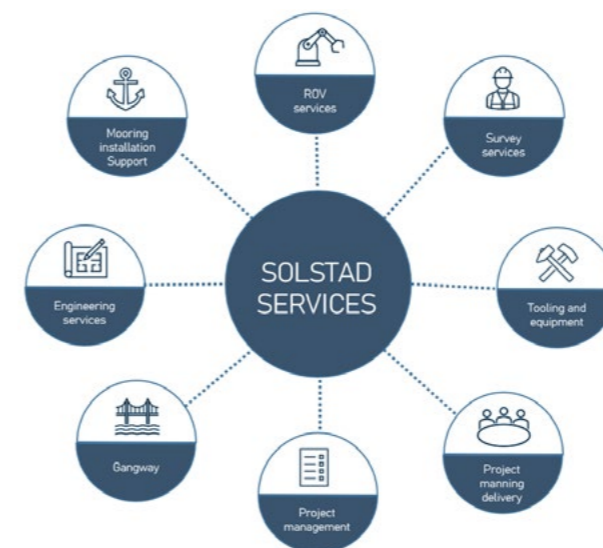 ROV
services
Mooring
installation
Support
Survey
services
SOLSTAD
SERVICES
Engineering
services
Tooling and
equipment
Gangway
Project
manning
delivery
Project
management